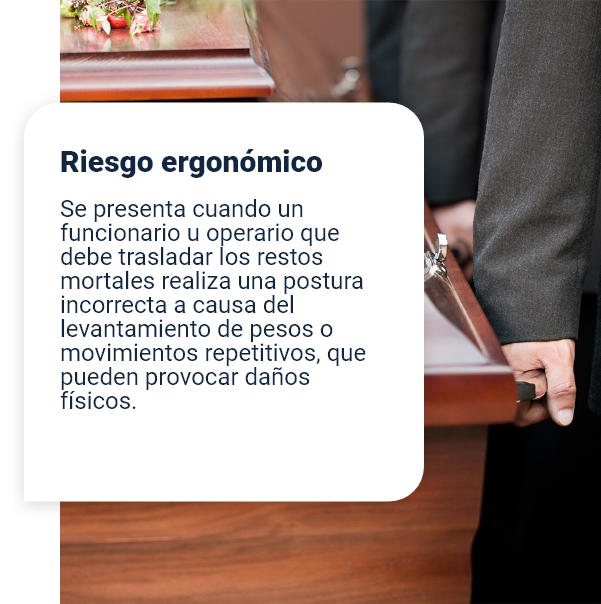 Riesgo ergonómico
Se presenta cuando un
funcionario u operario que
debe trasladar los restos
mortales realiza una postura
incorrecta a causa del
levantamiento de pesos o
movimientos repetitivos, que
pueden provocar daños
físicos.